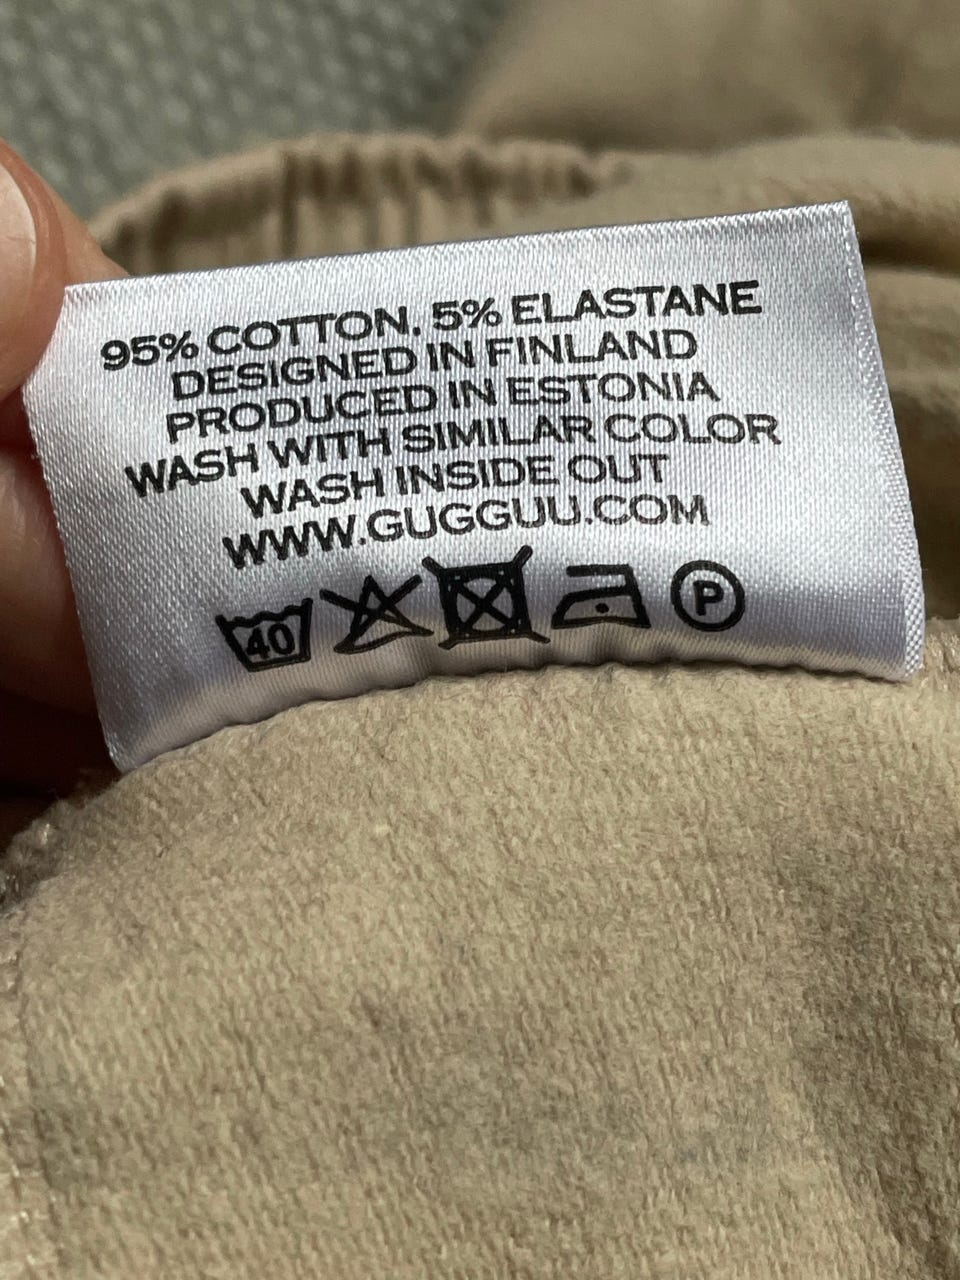 95% COTTON, 5% ELASTANE
DESIGNED IN FINLAND
PRODUCED IN ESTONIA
WASH WITH SIMILAR COLOR
WASH INSIDE OUT
WWW.GUGGUU.COM
40 P